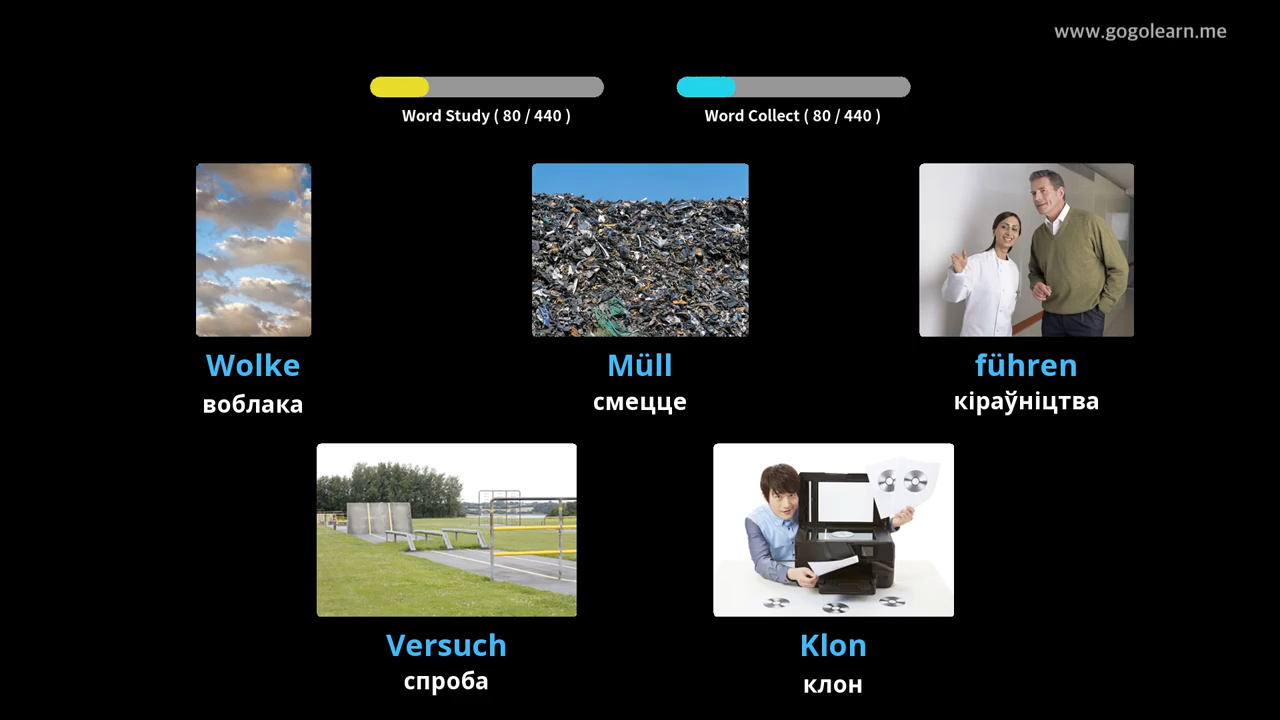 www.gogolearn.me
Word Study ( 80 / 440 )
Word Collect ( 80 / 440 )
Wolke
воблака
Müll
смецце
führen
кіраўніцтва
Versuch
спроба
Klon
клон